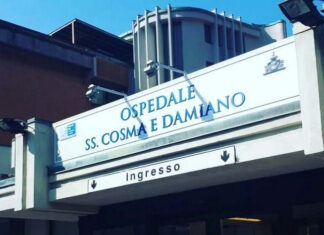 OSPEDALE
SS. COSMA E DAMIANO
Ingresso